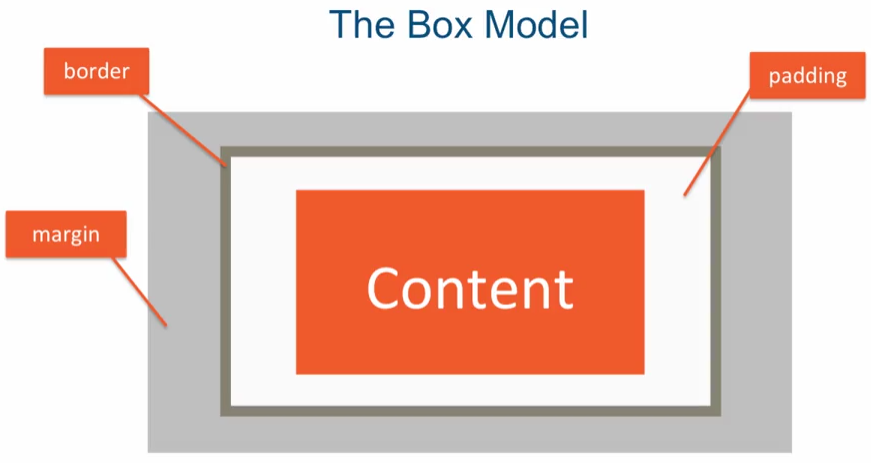 The Box Model
border
padding
margin
Content